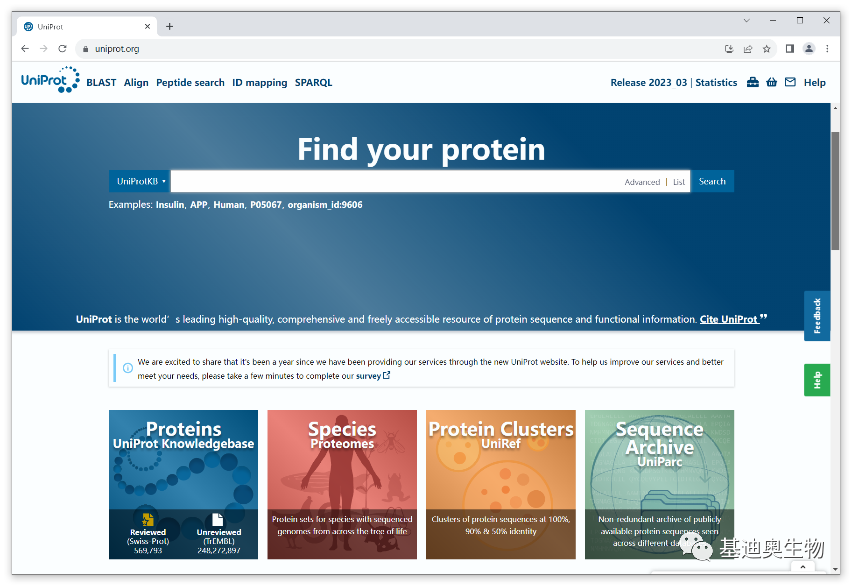 UniProt
uniprot.org
UniProt BLAST Align Peptide search ID mapping SPARQL Release 2023_03 | Statistics Help
Find your protein
UniProtKB Advanced | List Search
Examples: Insulin, APP, Human, P05067, organism_id:9606
UniProt is the world's leading high-quality, comprehensive and freely accessible resource of protein sequence and functional information. Cite UniProt ”
Feedback
We are excited to share that it's been a year since we have been providing our services through the new UniProt website. To help us improve our services and better
meet your needs, please take a few minutes to complete our survey
Help
Proteins
UniProt Knowledgebase
Reviewed
(Swiss-Prot)
569,793
Unreviewed
(TrEMBL)
248,272,897
Species
Proteomes
Protein sets for species with sequenced
genomes from across the tree of life
Protein Clusters
UniRef
Clusters of protein sequences at 100%,
90% & 50% identity
Sequence
Archive
UniParc
Non-redundant archive of publicly
available protein sequences seen
across different
基迪奥生物